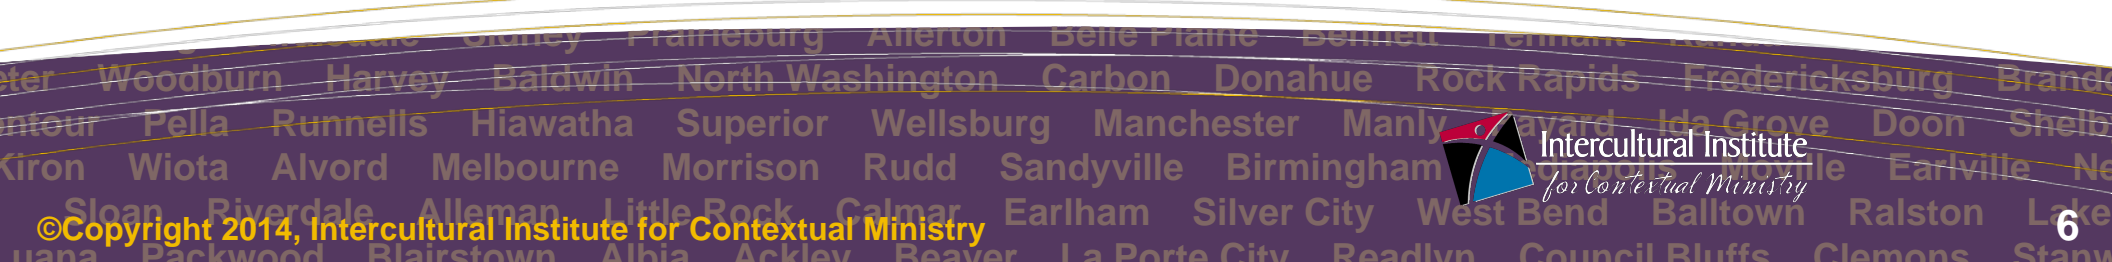 Sidney Prairieburg Allerton Belle Plaine Bennett Tennant
Woodburn Harvey Baldwin North Washington Carbon Donahue Rock Rapids Fredericksburg
Pella Runnells Hiawatha Superior Wellsburg Manchester Manly Ida Grove Doon
Kiron Wiota Alvord Melbourne Morrison Rudd Sandyville Birmingham Earlville
Intercultural Institute
for Contextual Ministry
Sloan Riverdale Alleman Little Rock Calmar Earlham Silver City West Bend Balltown Ralston Lake
©Copyright 2014, Intercultural Institute for Contextual Ministry
6
Packwood Blairstown Albia Ackley Beaver La Porte City Readlyn Council Bluffs Clemons